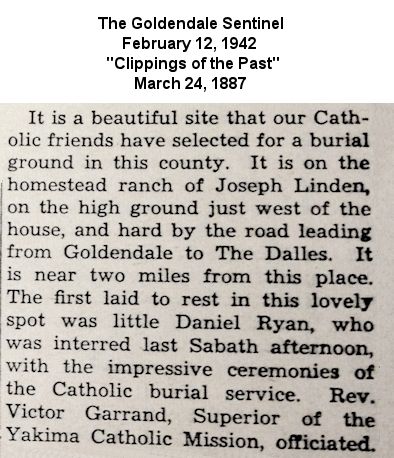 The Goldendale Sentinel
February 12, 1942
"Clippings of the Past"
March 24, 1887
It is a beautiful site that our Cath-
olic friends have selected for a burial
ground in this county. It is on the
homestead ranch of Joseph Linden,
on the high ground just west of the
house, and hard by the road leading
from Goldendale to The Dalles. It
is near two miles from this place.
The first laid to rest in this lovely
spot was little Daniel Ryan, who
was interred last Sabath afternoon,
with the impressive ceremonies of
the Catholic burial service. Rev.
Victor Garrand, Superior of the
Yakima Catholic Mission, officiated.